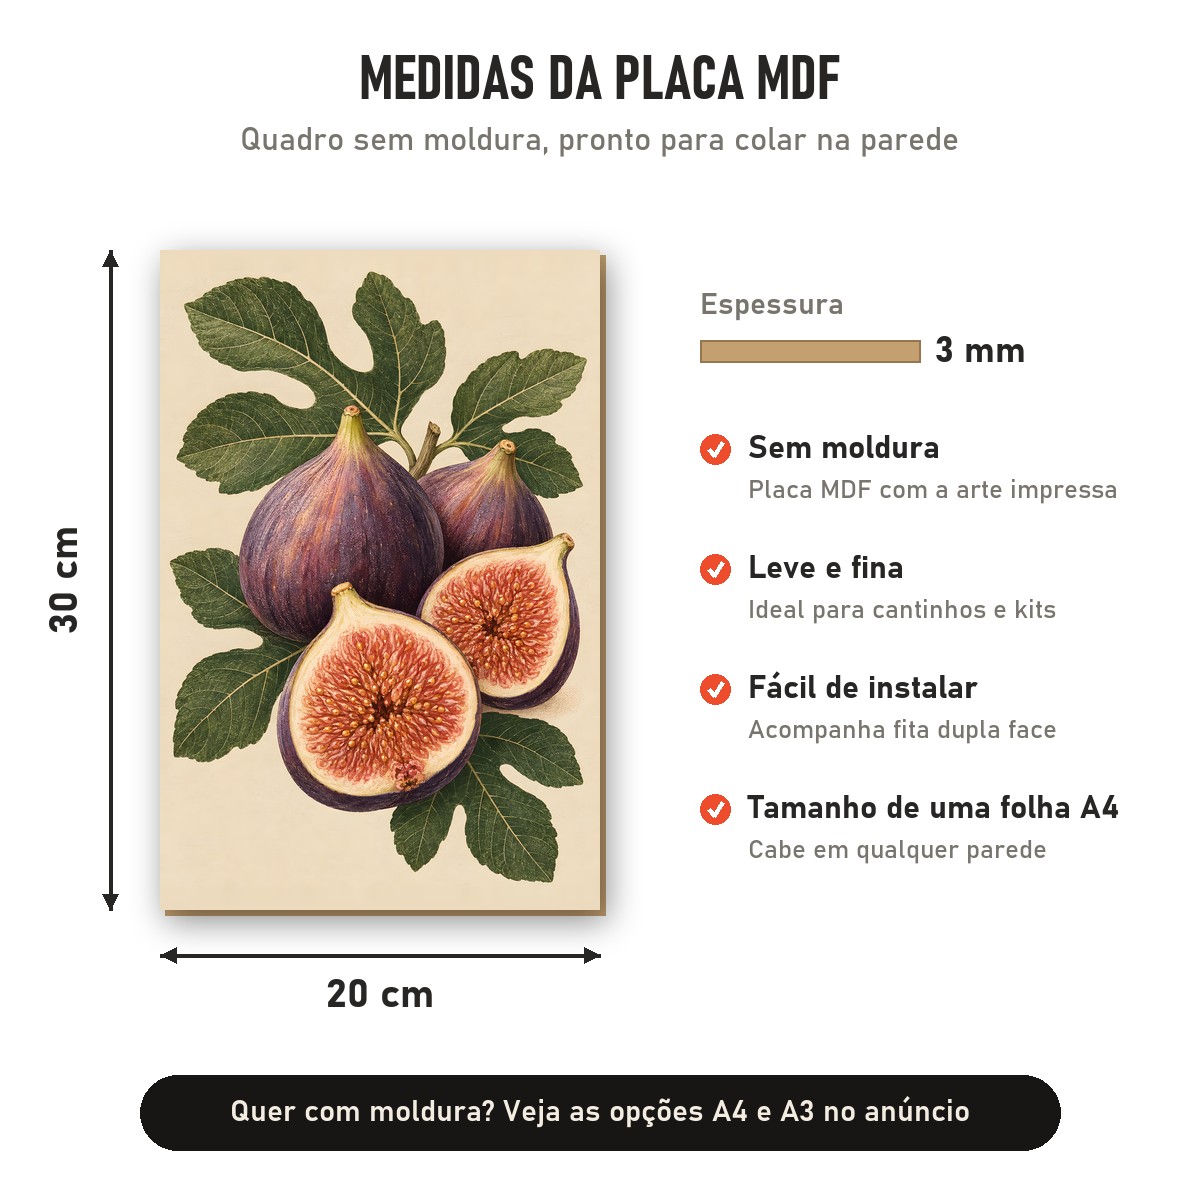 MEDIDAS DA PLACA MDF
Quadro sem moldura, pronto para colar na parede
30 cm
20 cm
Espessura
3 mm
Sem moldura
Placa MDF com a arte impressa
Leve e fina
Ideal para cantinhos e kits
Fácil de instalar
Acompanha fita dupla face
Tamanho de uma folha A4
Cabe em qualquer parede
Quer com moldura? Veja as opções A4 e A3 no anúncio